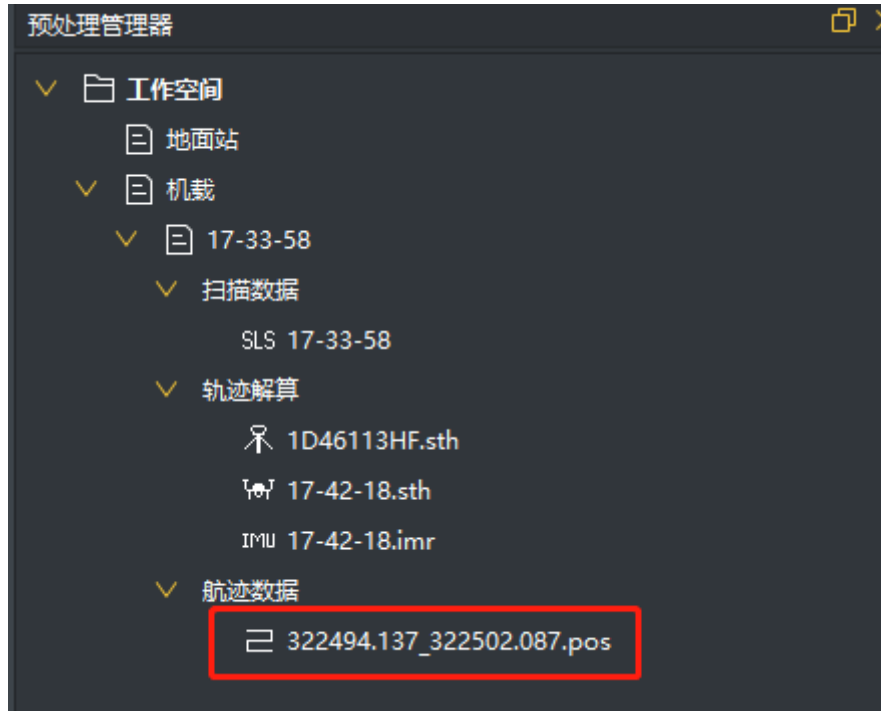 预处理管理器
工作空间
地面站
机载
17-33-58
扫描数据
SLS 17-33-58
轨迹解算
1D46113HF.sth
17-42-18.sth
IMU 17-42-18.imr
航迹数据
322494.137_322502.087.pos